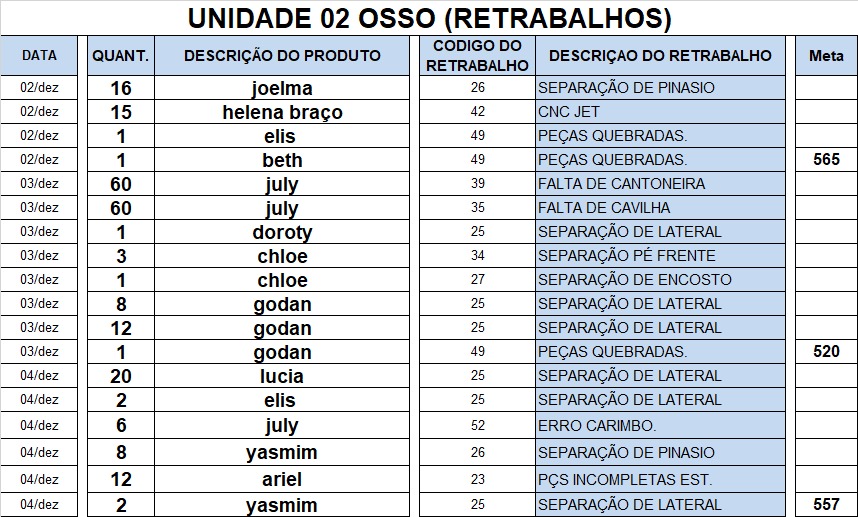 UNIDADE 02 OSSO (RETRABALHOS)
DATA QUANT. DESCRIÇÃO DO PRODUTO CODIGO DO RETRABALHO DESCRIÇAO DO RETRABALHO Meta
02/dez 16 joelma 26 SEPARAÇÃO DE PINASIO
02/dez 15 helena braço 42 CNC JET
02/dez 1 elis 49 PEÇAS QUEBRADAS.
02/dez 1 beth 49 PEÇAS QUEBRADAS. 565
03/dez 60 july 39 FALTA DE CANTONEIRA
03/dez 60 july 35 FALTA DE CAVILHA
03/dez 1 doroty 25 SEPARAÇÃO DE LATERAL
03/dez 3 chloe 34 SEPARAÇÃO PÉ FRENTE
03/dez 1 chloe 27 SEPARAÇÃO DE ENCOSTO
03/dez 8 godan 25 SEPARAÇÃO DE LATERAL
03/dez 12 godan 25 SEPARAÇÃO DE LATERAL
03/dez 1 godan 49 PEÇAS QUEBRADAS. 520
04/dez 20 lucia 25 SEPARAÇÃO DE LATERAL
04/dez 2 elis 25 SEPARAÇÃO DE LATERAL
04/dez 6 july 52 ERRO CARIMBO.
04/dez 8 yasmim 26 SEPARAÇÃO DE PINASIO
04/dez 12 ariel 23 PÇS INCOMPLETAS EST.
04/dez 2 yasmim 25 SEPARAÇÃO DE LATERAL 557